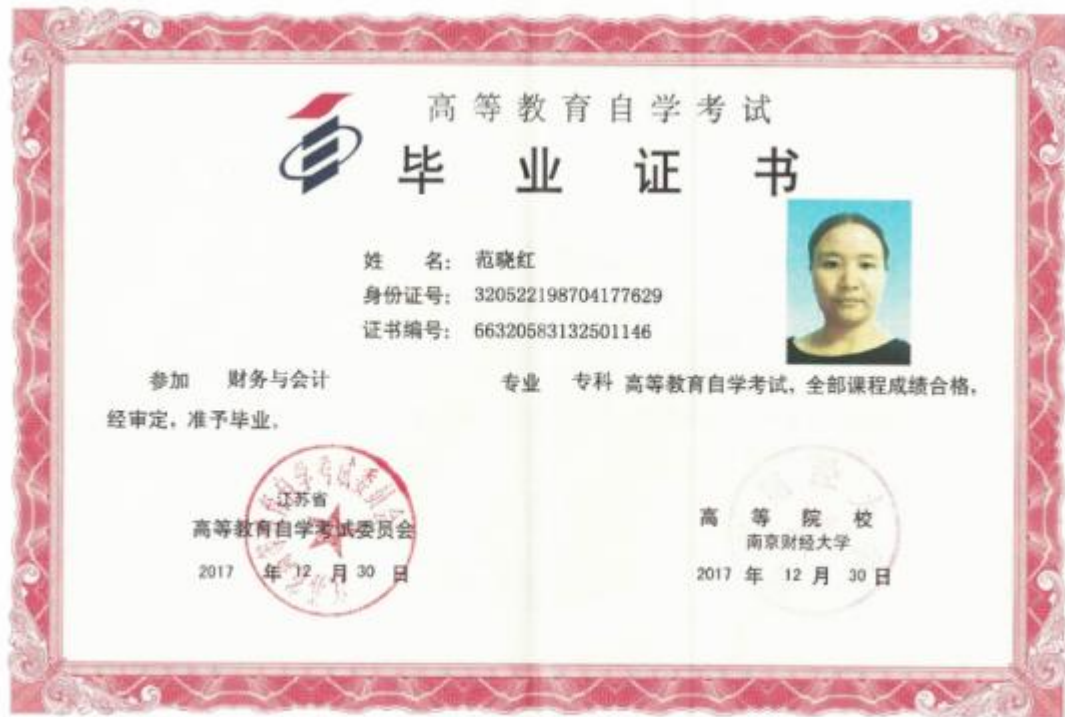 高等教育自学考试
毕业证书
姓 名： 范晓红
身份证号： 320522198704177629
证书编号： 66320583132501146
参加 财务与会计 专业 专科 高等教育自学考试，全部课程成绩合格，
经审定，准予毕业。
江苏省
高等教育自学考试委员会
2017 年 12 月 30 日
高等院校
南京财经大学
2017 年 12 月 30 日